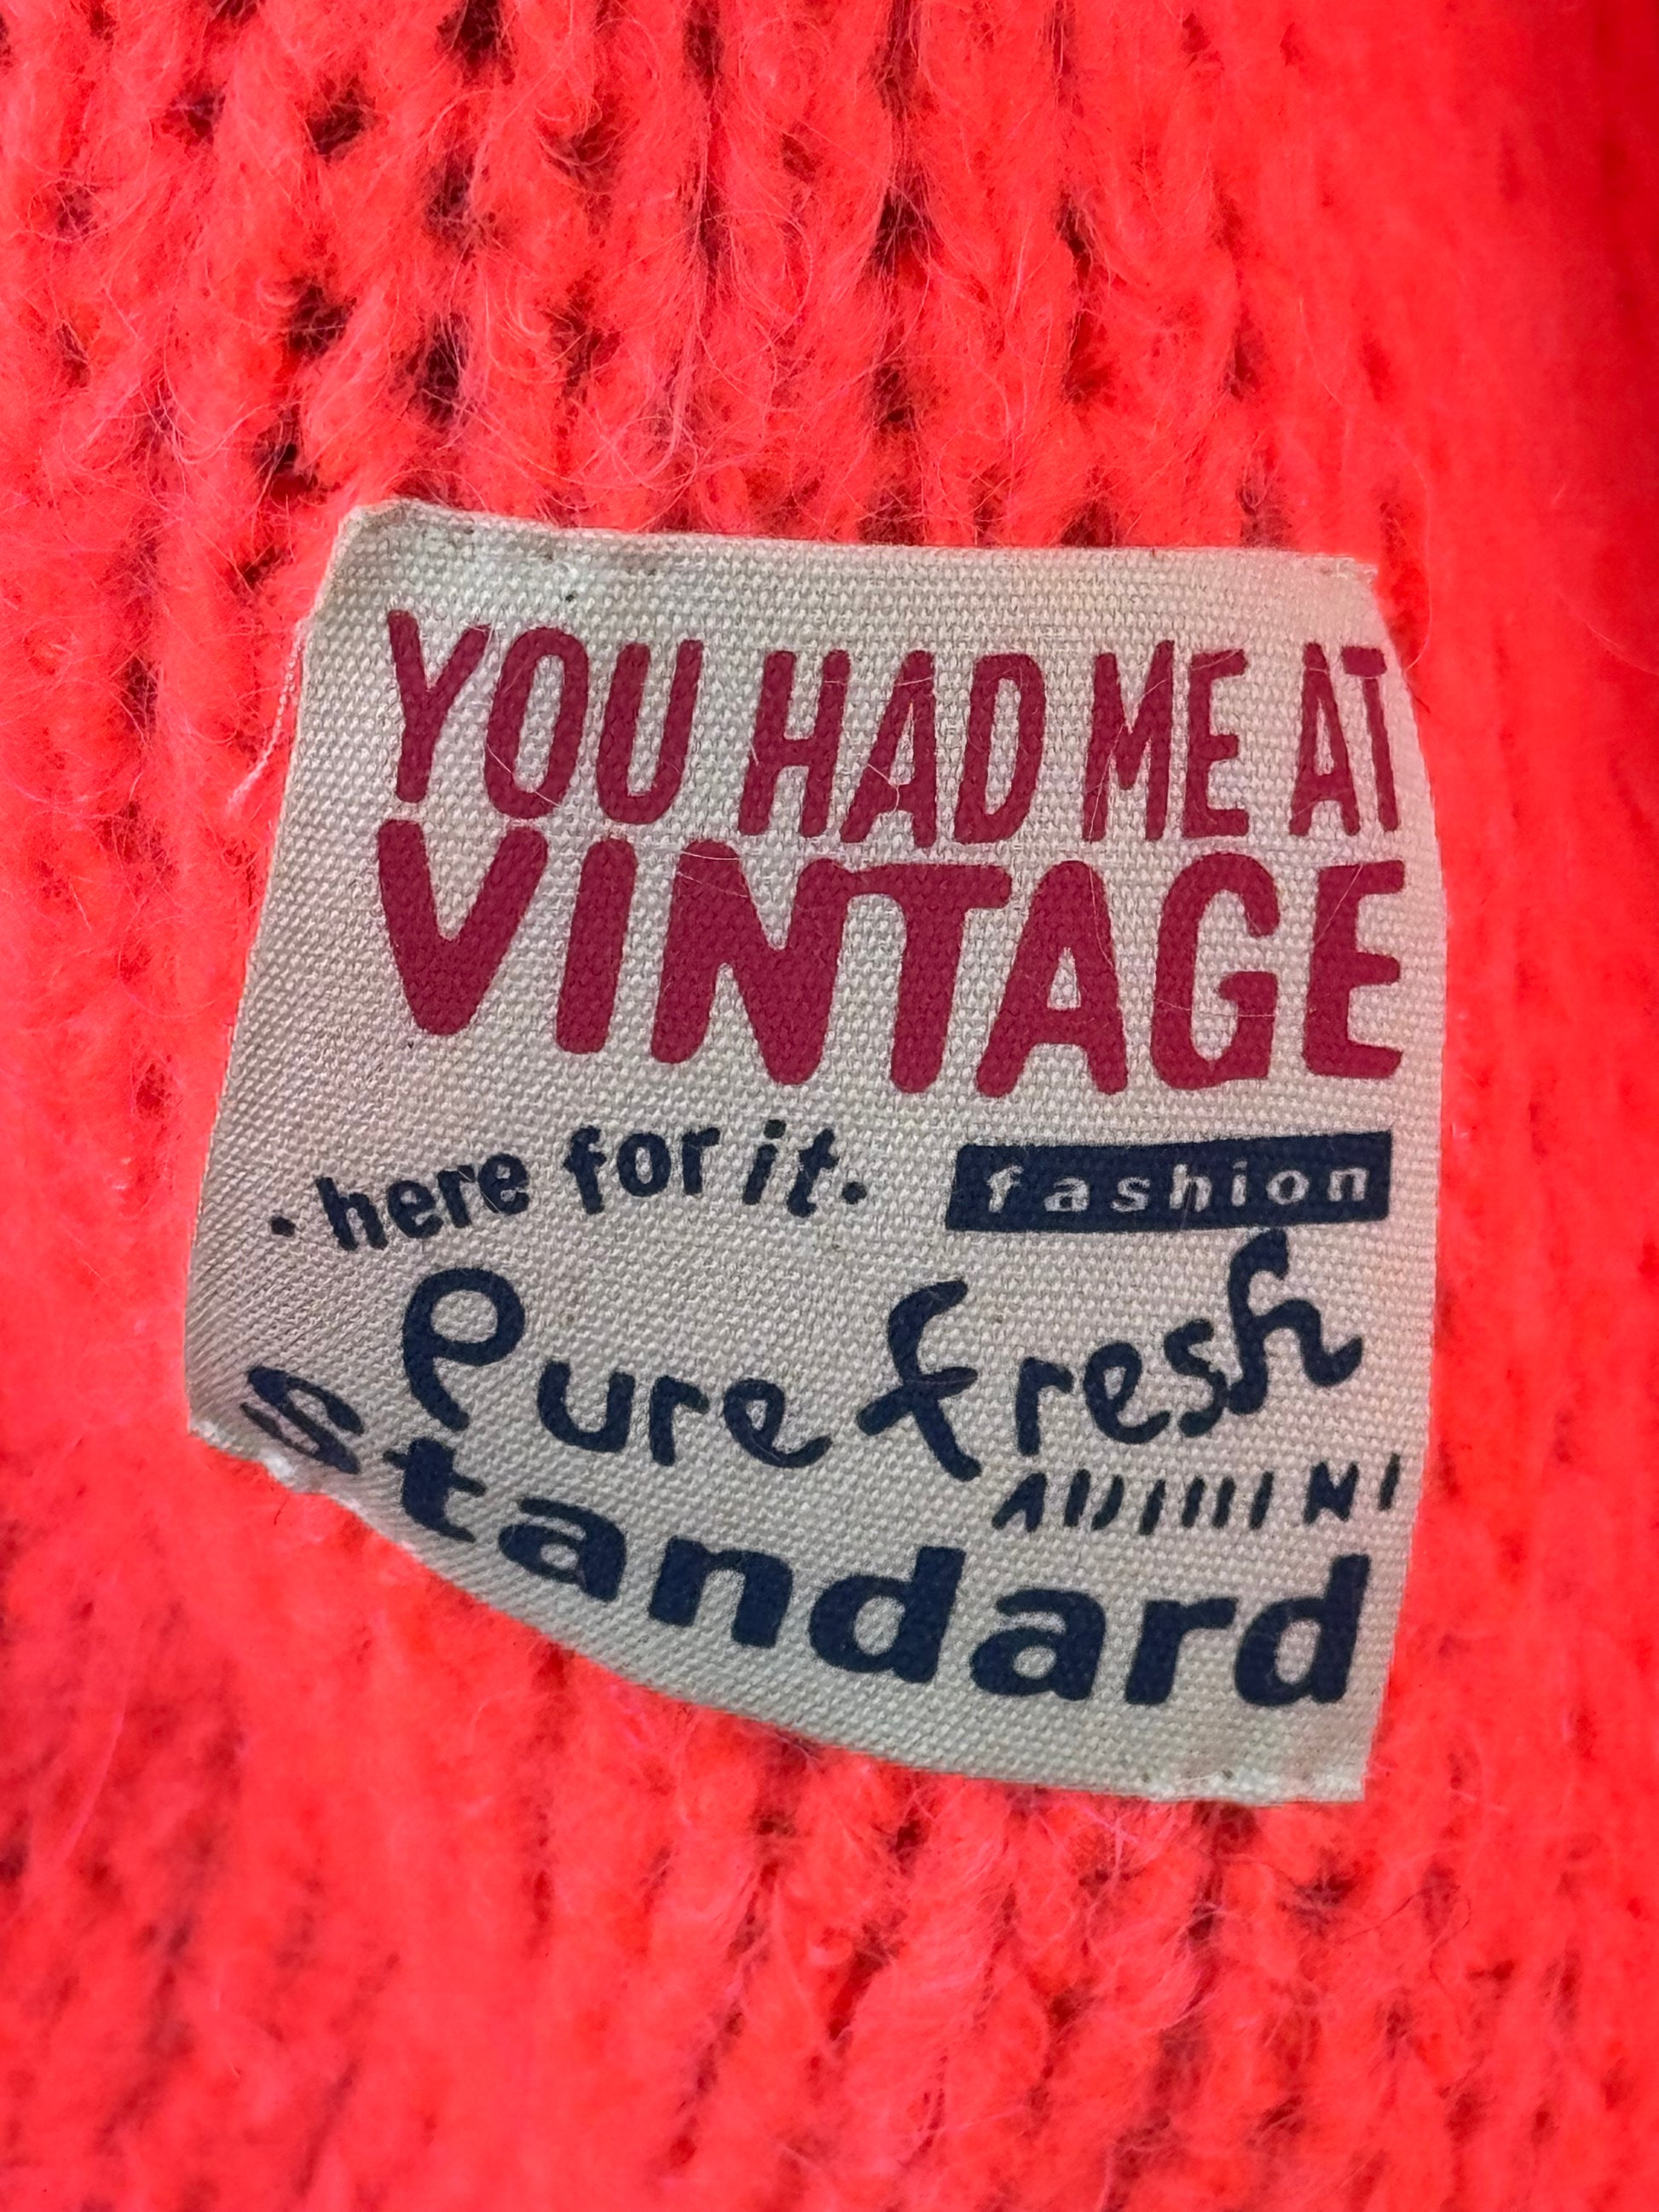 YOU HAD ME AT
VINTAGE
• here for it •
fashion
Pure fresh
Standard